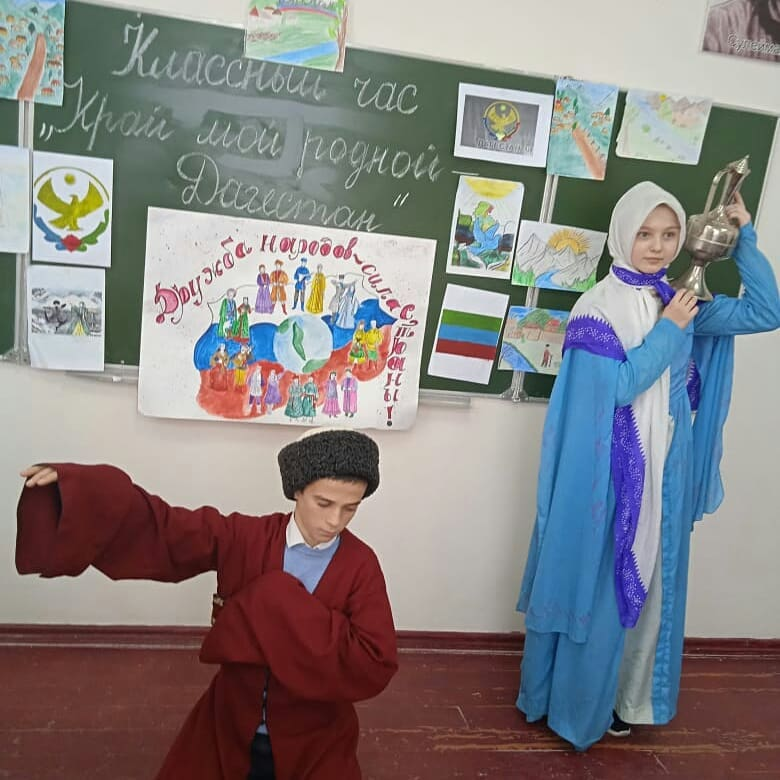 Классный час
„Край мой родной –
Дагестан"
Дружба народов – сила страны!